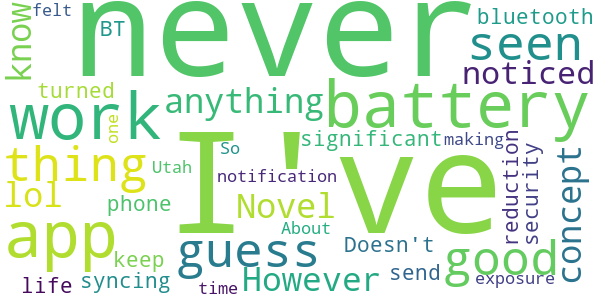 felt
never
BT
bluetooth
know
seen
noticed
turned
work
anything
battery
one
I've
significant
making
thing
So
Utah
notification
reduction
security
concept
lol
phone
Novel
About
app
keep
guess
Doesn't
good
syncing
send
life
time
However
exposure